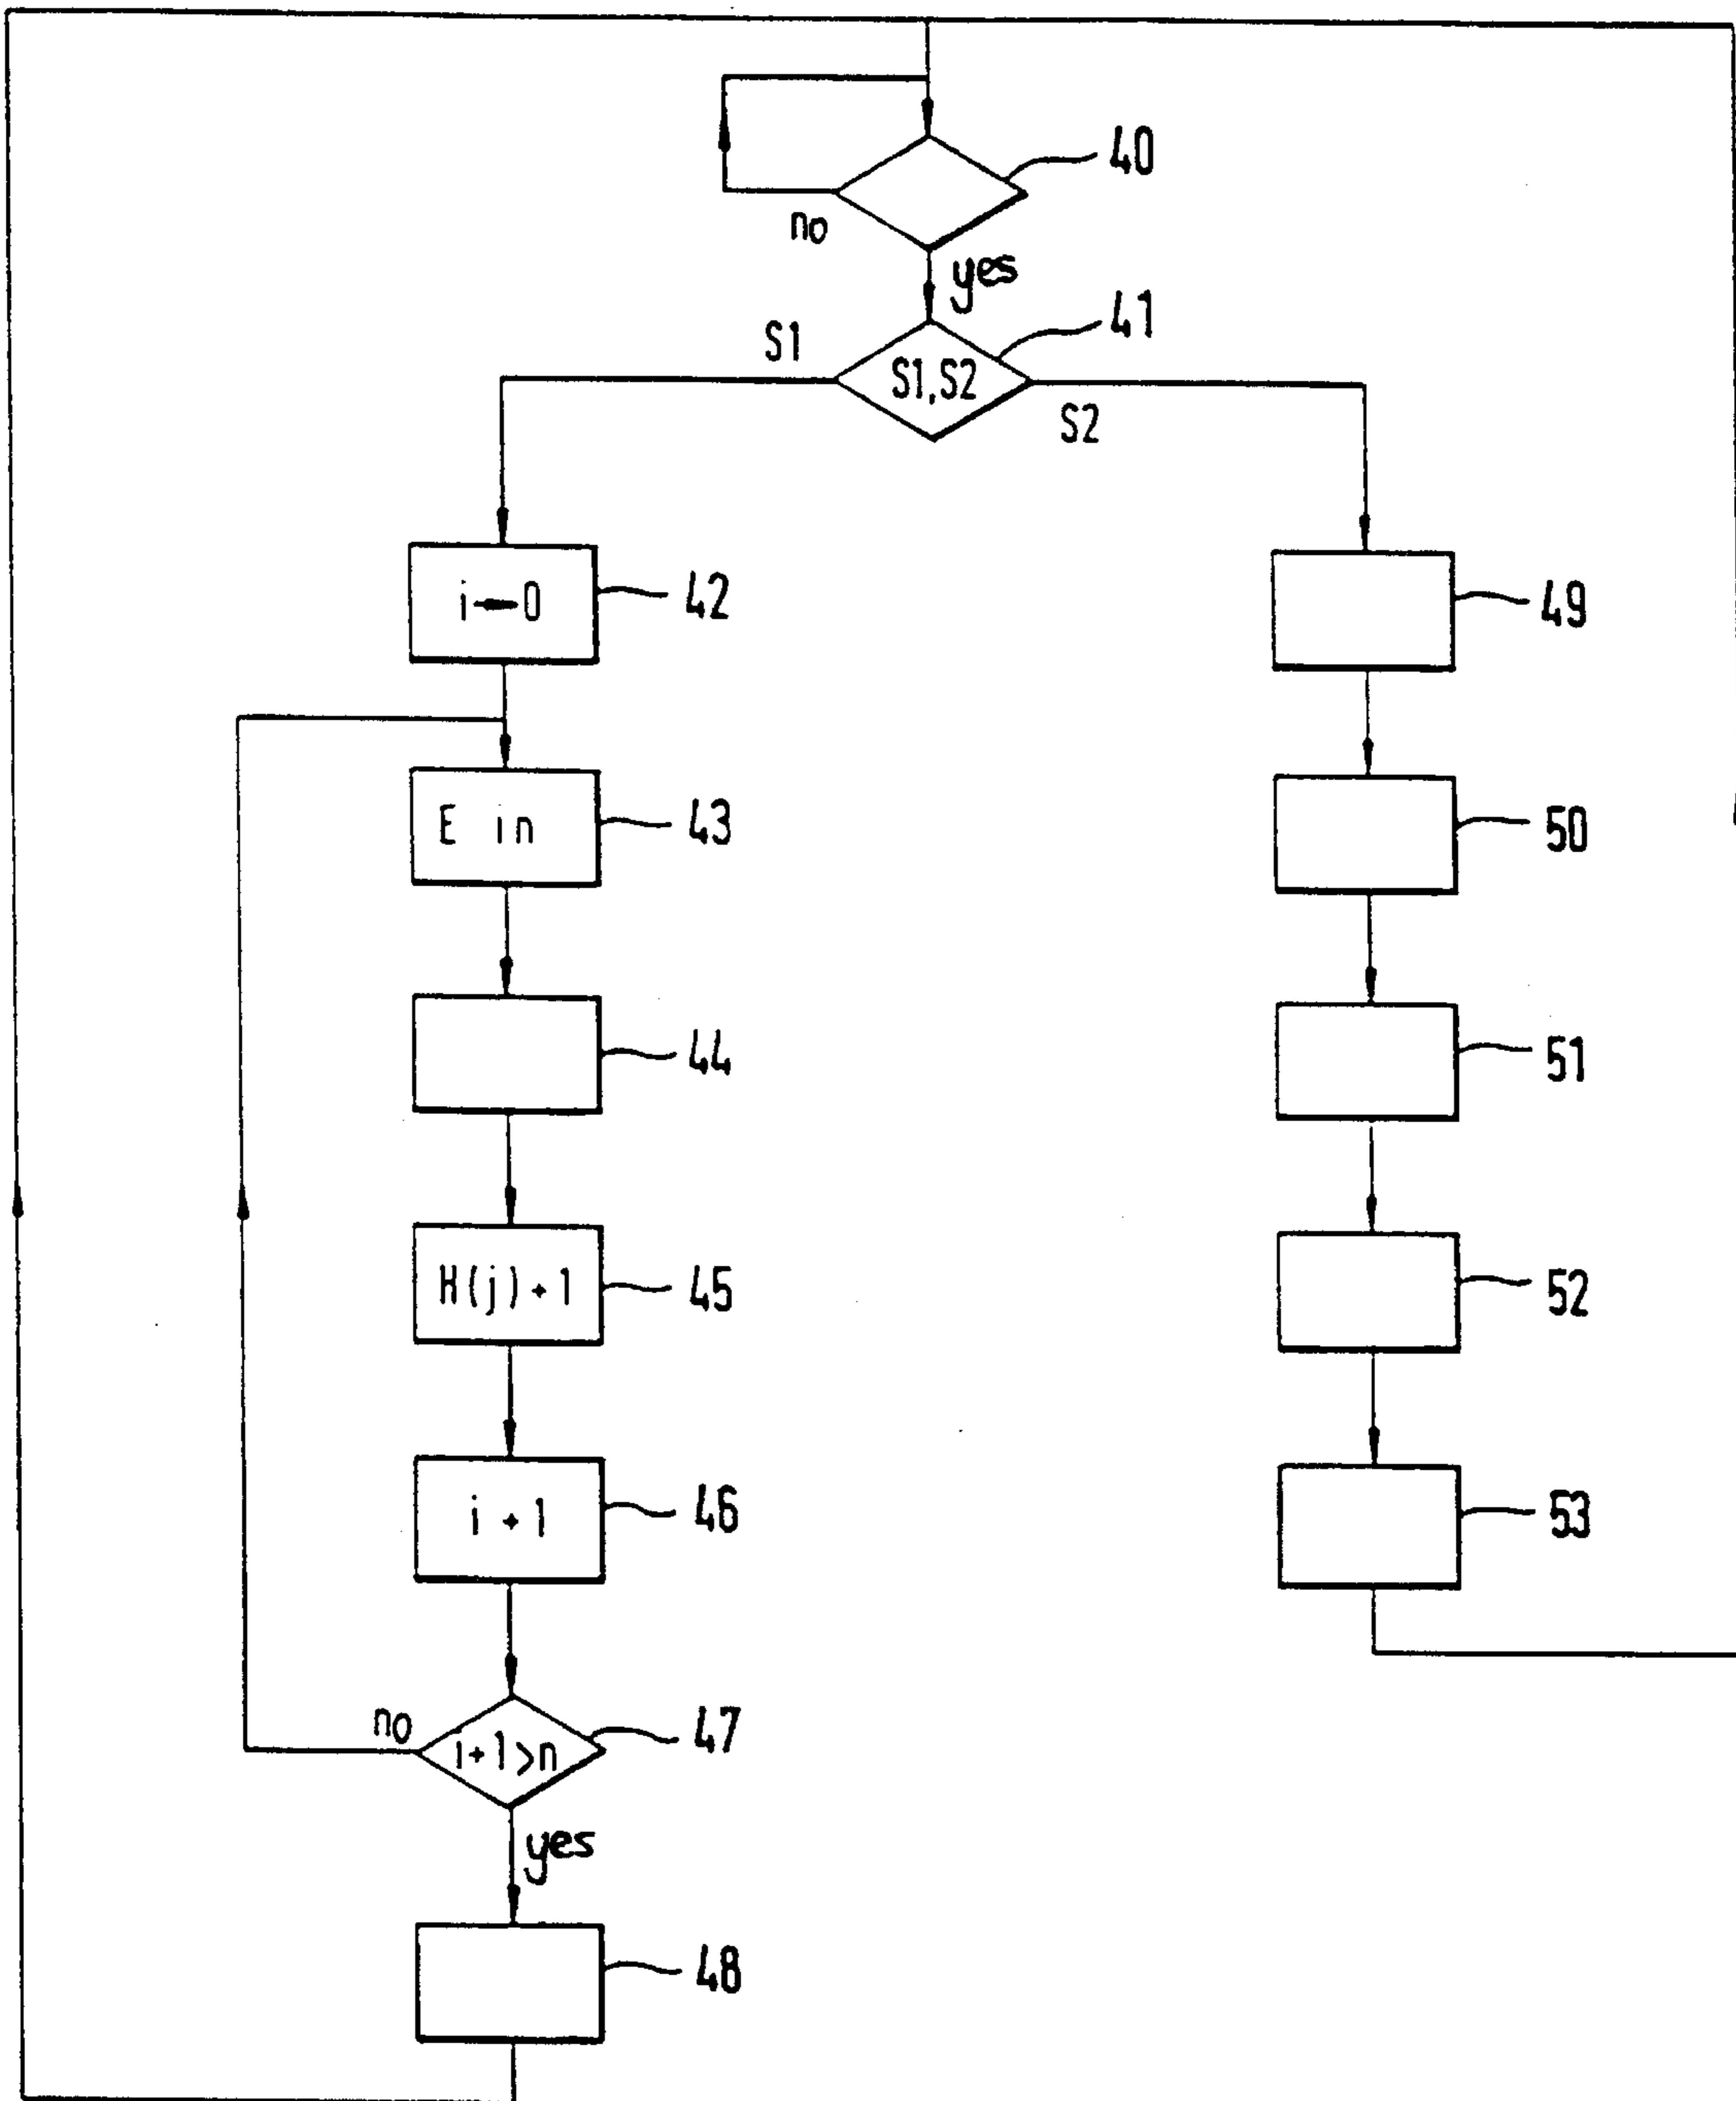 40
no
yes
41
S1
S1,S2
S2
i→0
42
49
E in
43
50
44
51
H(j)+1
45
52
i+1
46
53
no
i+1>n
47
yes
48